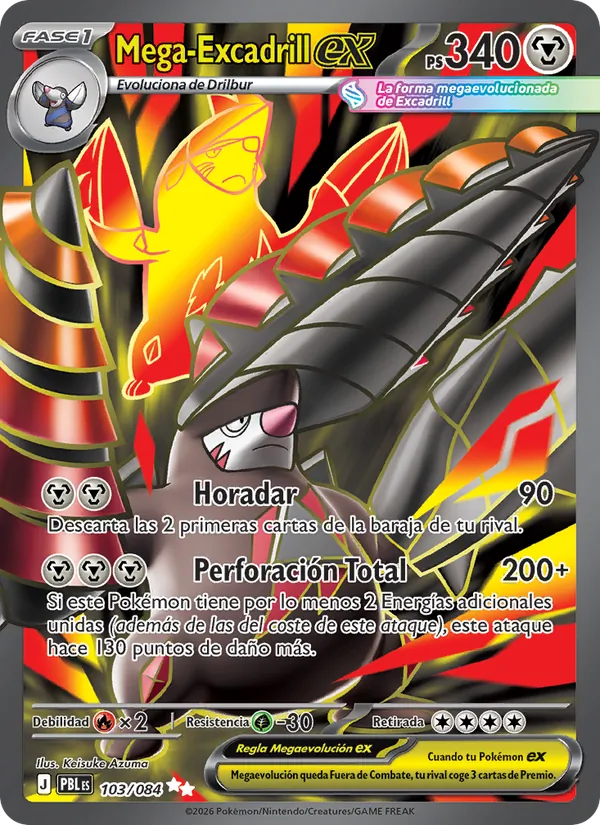 FASE 1
Mega-Excadrill ex
PS 340
Evoluciona de Drilbur
La forma megaevolucionada
de Excadrill
Horadar 90
Descarta las 2 primeras cartas de la baraja de tu rival.
Perforación Total 200+
Si este Pokémon tiene por lo menos 2 Energías adicionales
unidas (además de las del coste de este ataque), este ataque
hace 130 puntos de daño más.
Debilidad ×2 Resistencia -30 Retirada
Ilus. Keisuke Azuma
Regla Megaevolución ex
Cuando tu Pokémon ex
Megaevolución queda Fuera de Combate, tu rival coge 3 cartas de Premio.
J PBL ES 103/084
©2026 Pokémon/Nintendo/Creatures/GAME FREAK